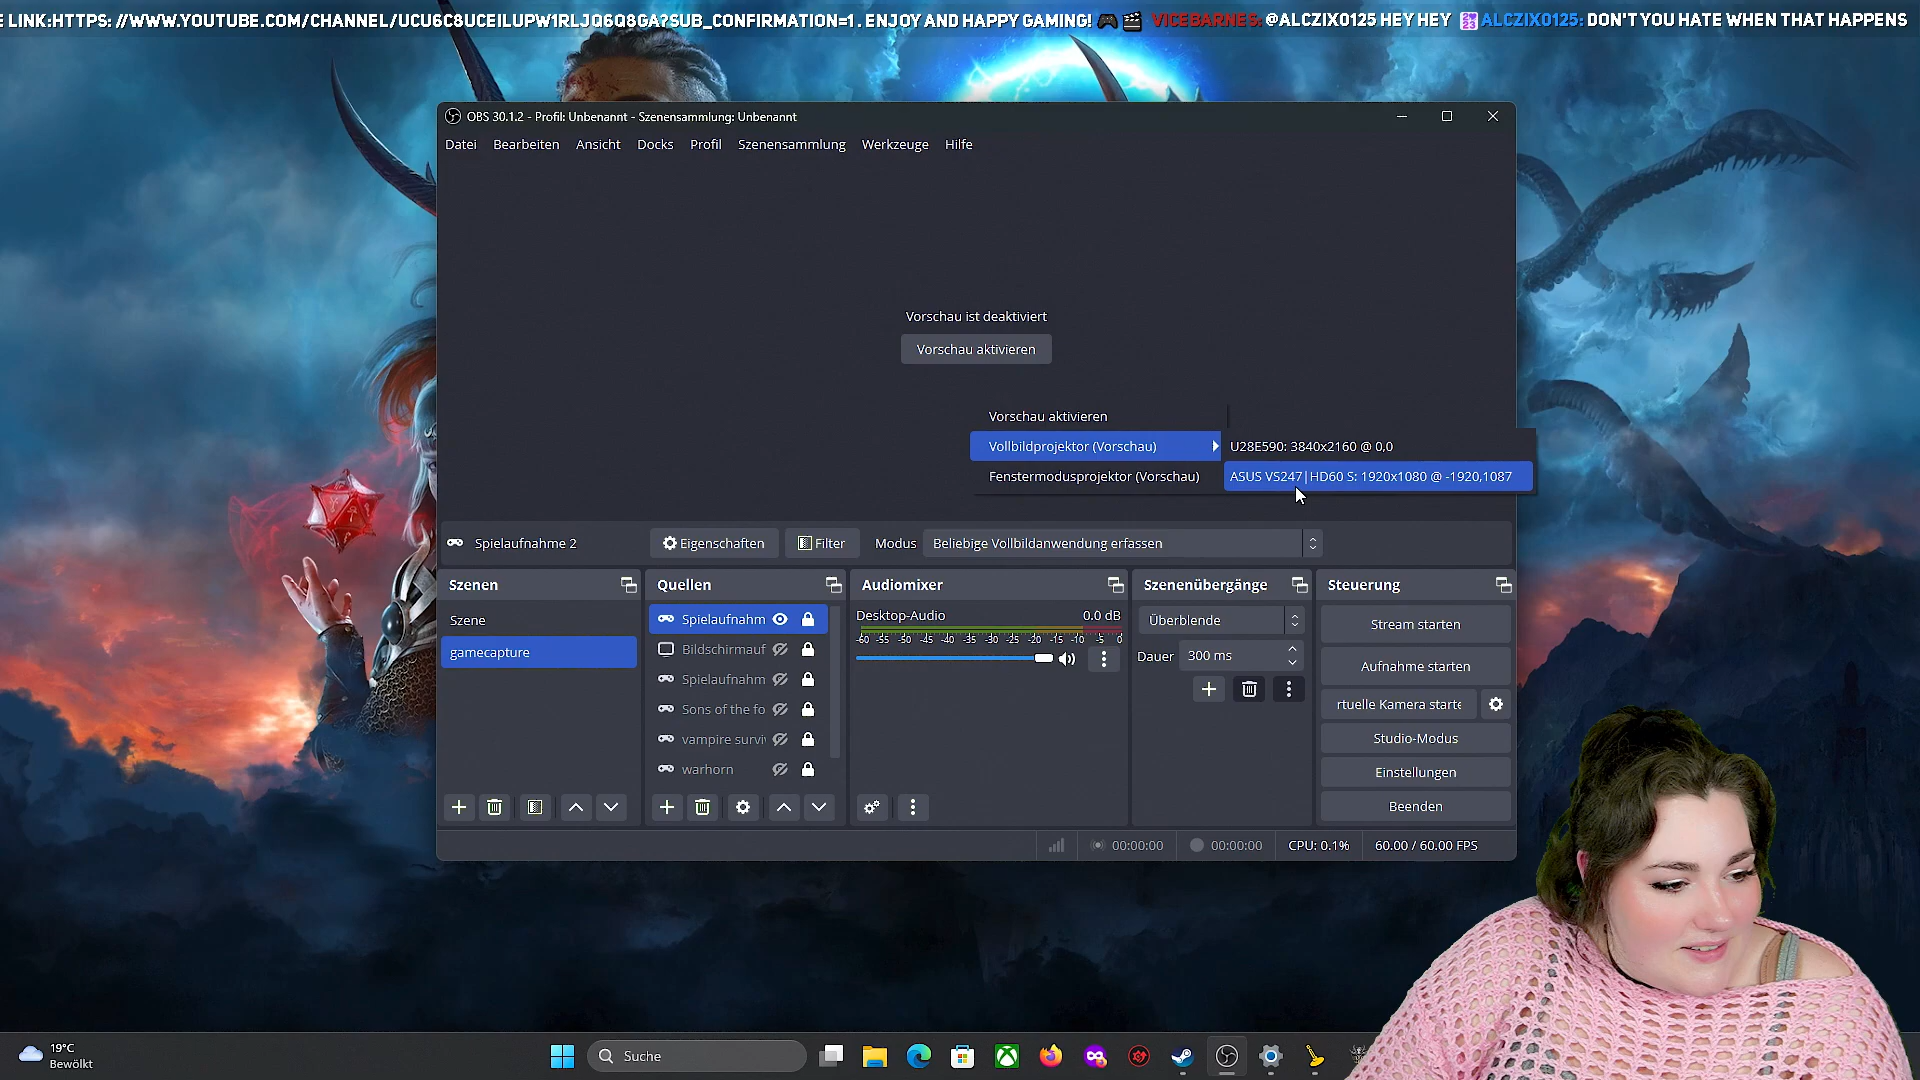 E LINK:HTTPS: //WWW.YOUTUBE.COM/CHANNEL/UCU6C8UCEILUPW1RLJQ6Q8GA?SUB_CONFIRMATION=1 . ENJOY AND HAPPY GAMING! VICEBARNES: @ALCZIX0125 HEY HEY ALCZIX0125: DON'T YOU HATE WHEN THAT HAPPENS
OBS 30.1.2 - Profil: Unbenannt - Szenensammlung: Unbenannt
Datei Bearbeiten Ansicht Docks Profil Szenensammlung Werkzeuge Hilfe
Vorschau ist deaktiviert
Vorschau aktivieren
Vorschau aktivieren
Vollbildprojektor (Vorschau)
U28E590: 3840x2160 @ 0,0
Fenstermodusprojektor (Vorschau)
ASUS VS247|HD60 S: 1920x1080 @ -1920,1087
Spielaufnahme 2 Eigenschaften Filter Modus Beliebige Vollbildanwendung erfassen
Szenen
Szene
gamecapture
Quellen
Spielaufnahm
Bildschirmauf
Spielaufnahm
Sons of the fo
vampire survi
warhorn
Audiomixer
Desktop-Audio 0.0 dB
-60 -55 -50 -45 -40 -35 -30 -25 -20 -15 -10 -5 0
Szenenübergänge
Überblende
Dauer 300 ms
Steuerung
Stream starten
Aufnahme starten
rtuelle Kamera starte
Studio-Modus
Einstellungen
Beenden
00:00:00 00:00:00 CPU: 0.1% 60.00 / 60.00 FPS
19°C
Bewölkt
Suche